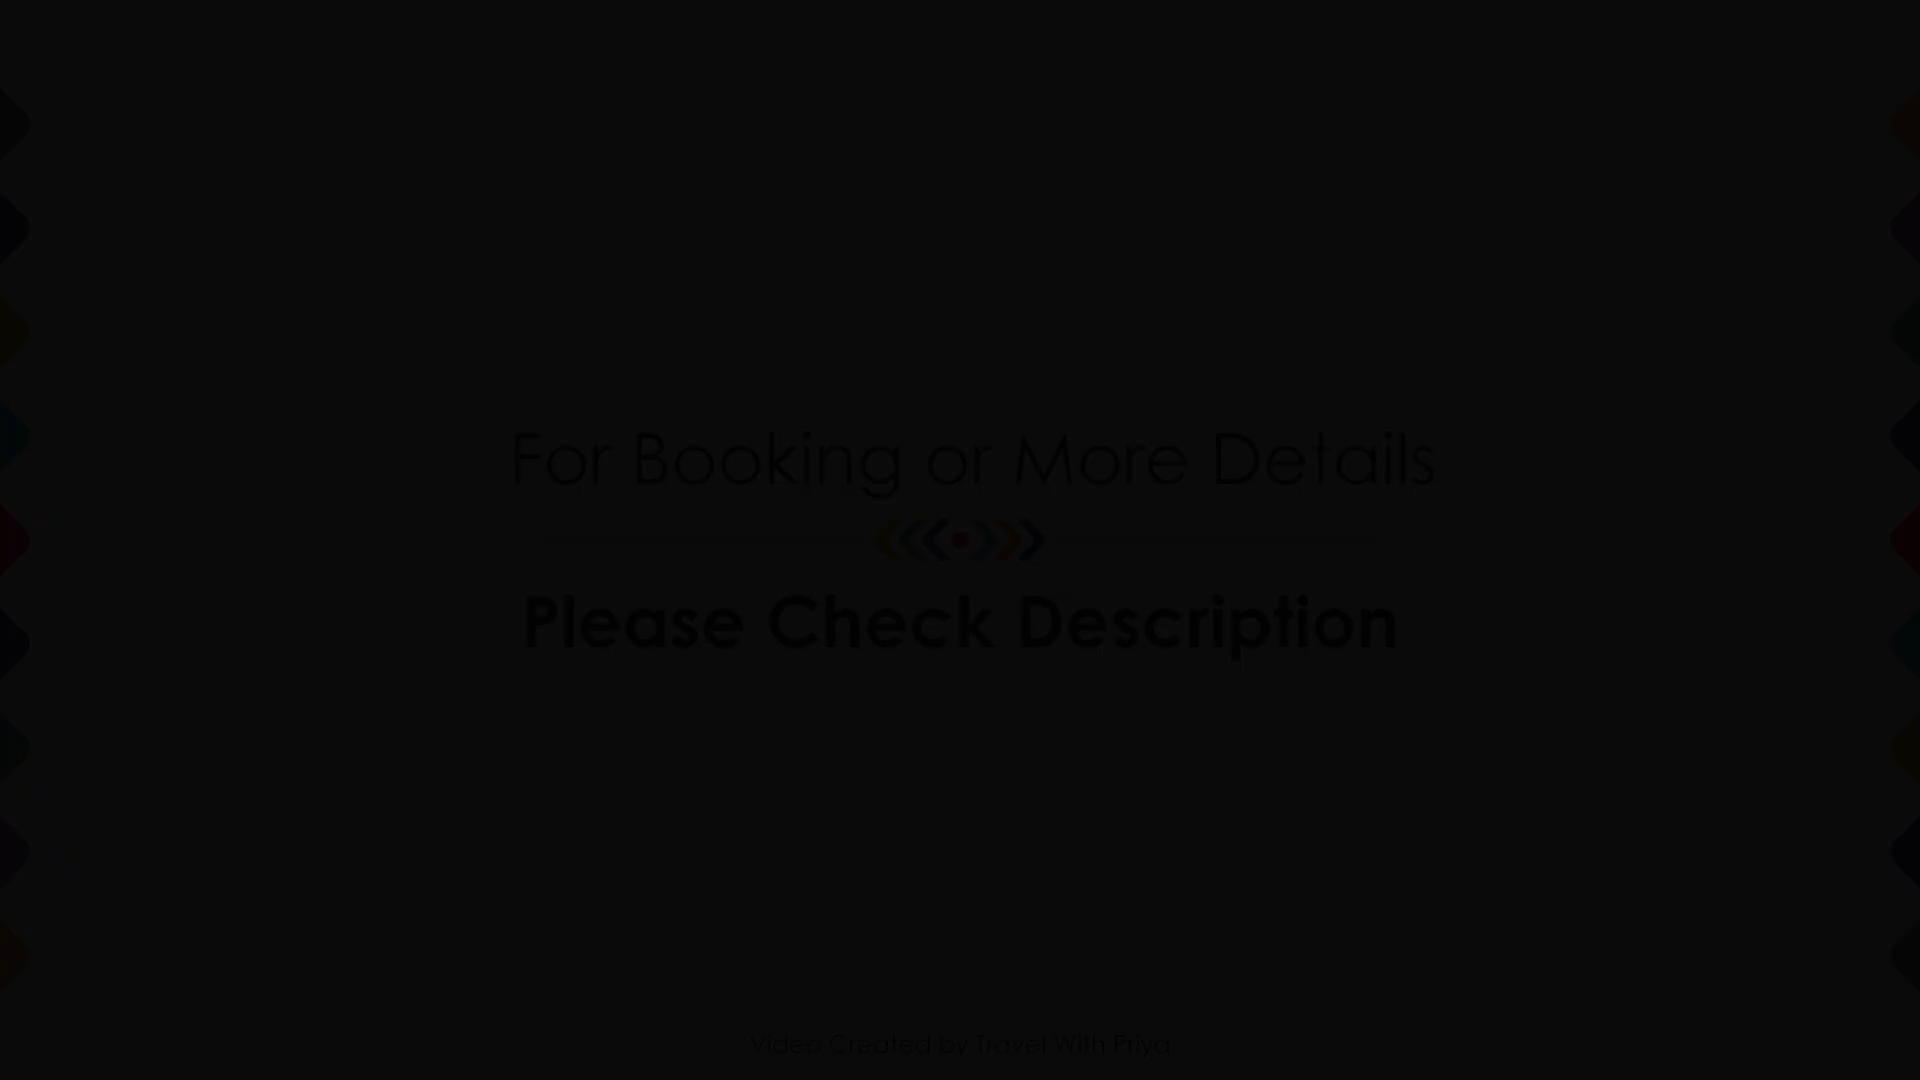 For Booking or More Details
Please Check Description
Video Created by Travel With Priya